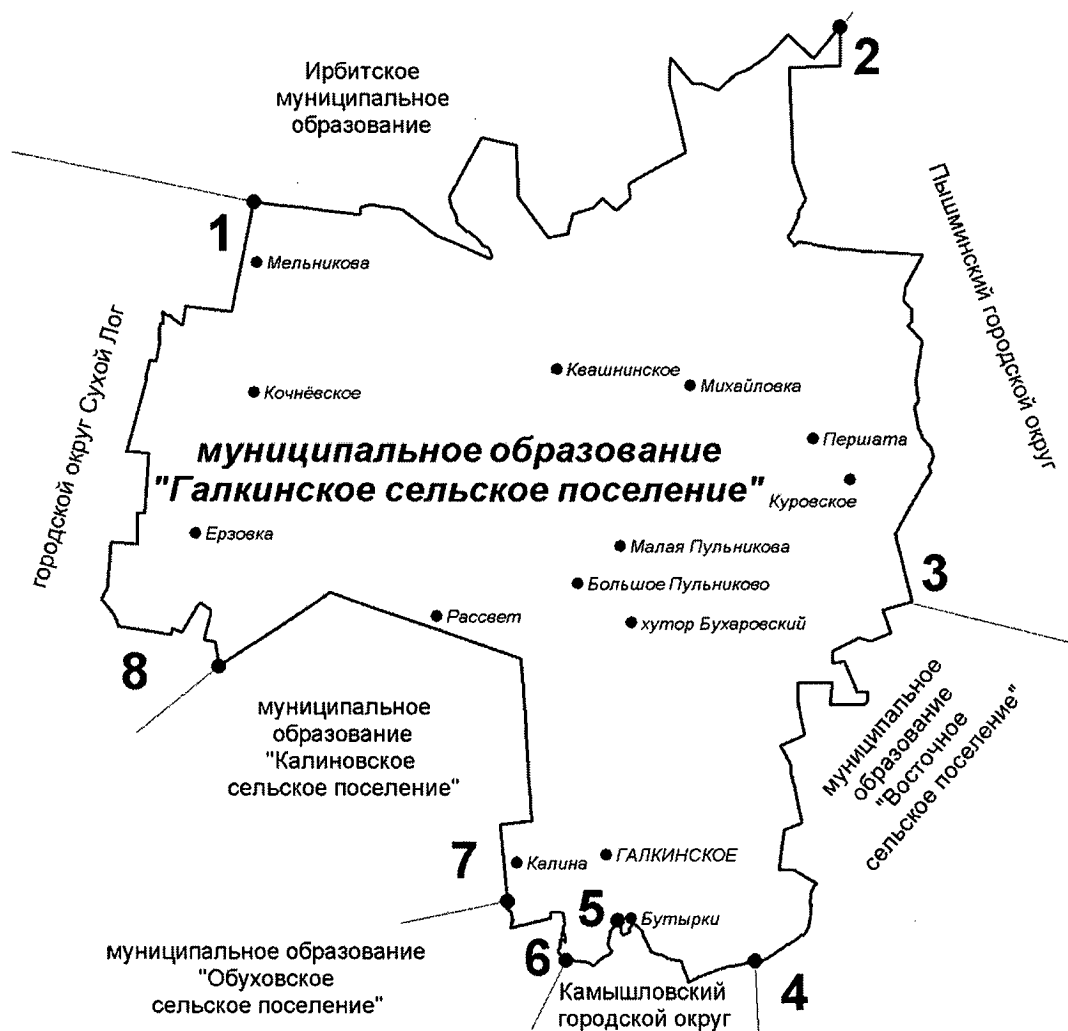 2
Ирбитское
муниципальное
образование
1
Мельникова
Пышминский городской округ
городской округ Сухой Лог
Квашнинское
Михайловка
Кочнёвское
муниципальное образование
"Галкинское сельское поселение"
Першата
Куровское
Ерзовка
Малая Пульникова
Большое Пульниково
3
Рассвет
хутор Бухаровский
8
муниципальное
образование
"Калиновское
сельское поселение"
муниципальное
образование
"Восточное
сельское поселение"
7
Калина
ГАЛКИНСКОЕ
5
Бутырки
6
4
муниципальное образование
"Обуховское
сельское поселение"
Камышловский
городской округ